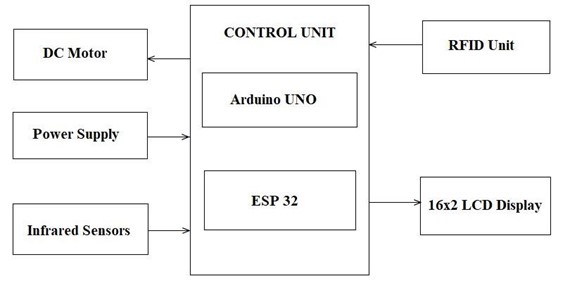 CONTROL UNIT
DC Motor
RFID Unit
Arduino UNO
Power Supply
ESP 32
16x2 LCD Display
Infrared Sensors